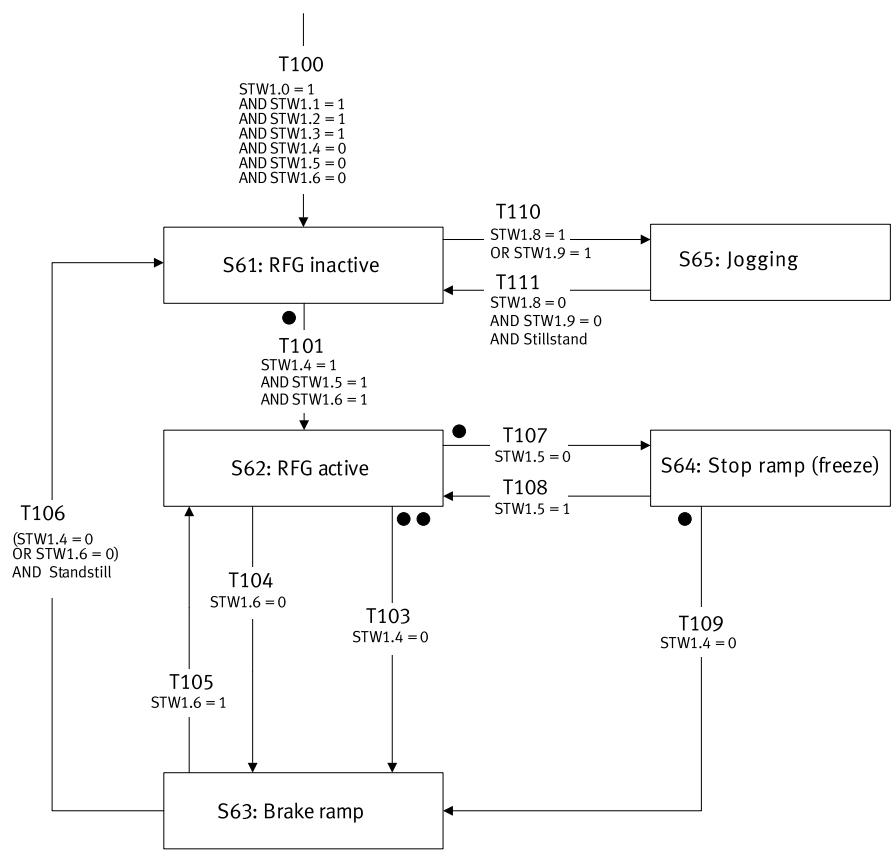 T100
STW1.0 = 1
AND STW1.1 = 1
AND STW1.2 = 1
AND STW1.3 = 1
AND STW1.4 = 0
AND STW1.5 = 0
AND STW1.6 = 0
T110
STW1.8 = 1
OR STW1.9 = 1
S61: RFG inactive
S65: Jogging
T111
STW1.8 = 0
AND STW1.9 = 0
AND Stillstand
T101
STW1.4 = 1
AND STW1.5 = 1
AND STW1.6 = 1
T107
STW1.5 = 0
S62: RFG active
S64: Stop ramp (freeze)
T108
STW1.5 = 1
T106
(STW1.4 = 0
OR STW1.6 = 0)
AND Standstill
T104
STW1.6 = 0
T103
STW1.4 = 0
T109
STW1.4 = 0
T105
STW1.6 = 1
S63: Brake ramp